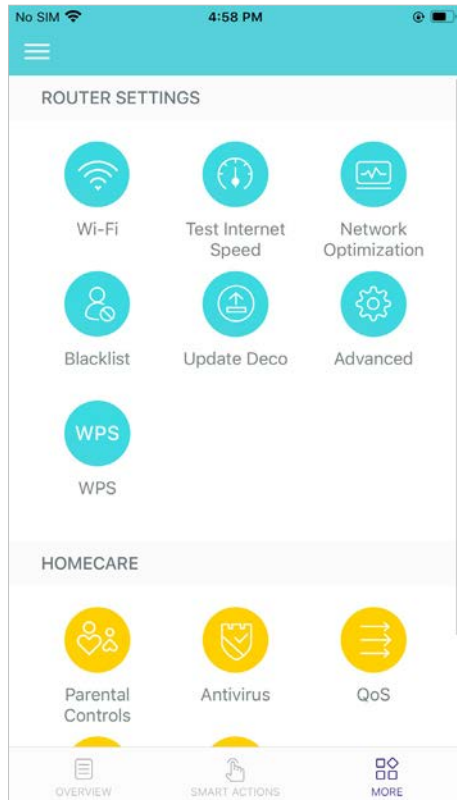 No SIM 4:58 PM
ROUTER SETTINGS
Wi-Fi Test Internet Speed Network Optimization
Blacklist Update Deco Advanced
WPS
WPS
HOMECARE
Parental Controls Antivirus QoS
OVERVIEW SMART ACTIONS MORE